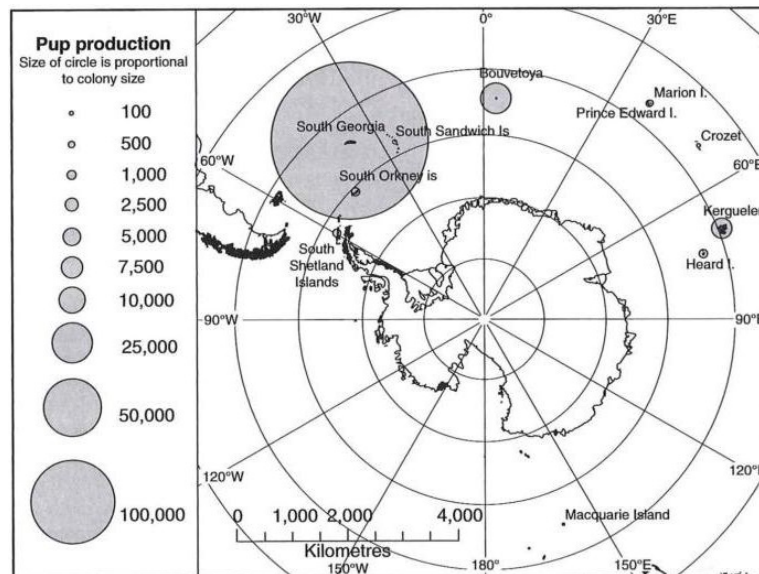 Pup production
Size of circle is proportional
to colony size
100
500
1,000
2,500
5,000
7,500
10,000
25,000
50,000
100,000
30°W
0°
30°E
Bouvetoya
Marion I.
Prince Edward I.
South Georgia
South Sandwich Is
Crozet
60°W
60°E
South Orkney is
Kerguelen
South
Shetland
Islands
Heard I.
90°W
90°E
120°W
120°E
Macquarie Island
0
1,000
2,000
4,000
Kilometres
150°W
180°
150°E